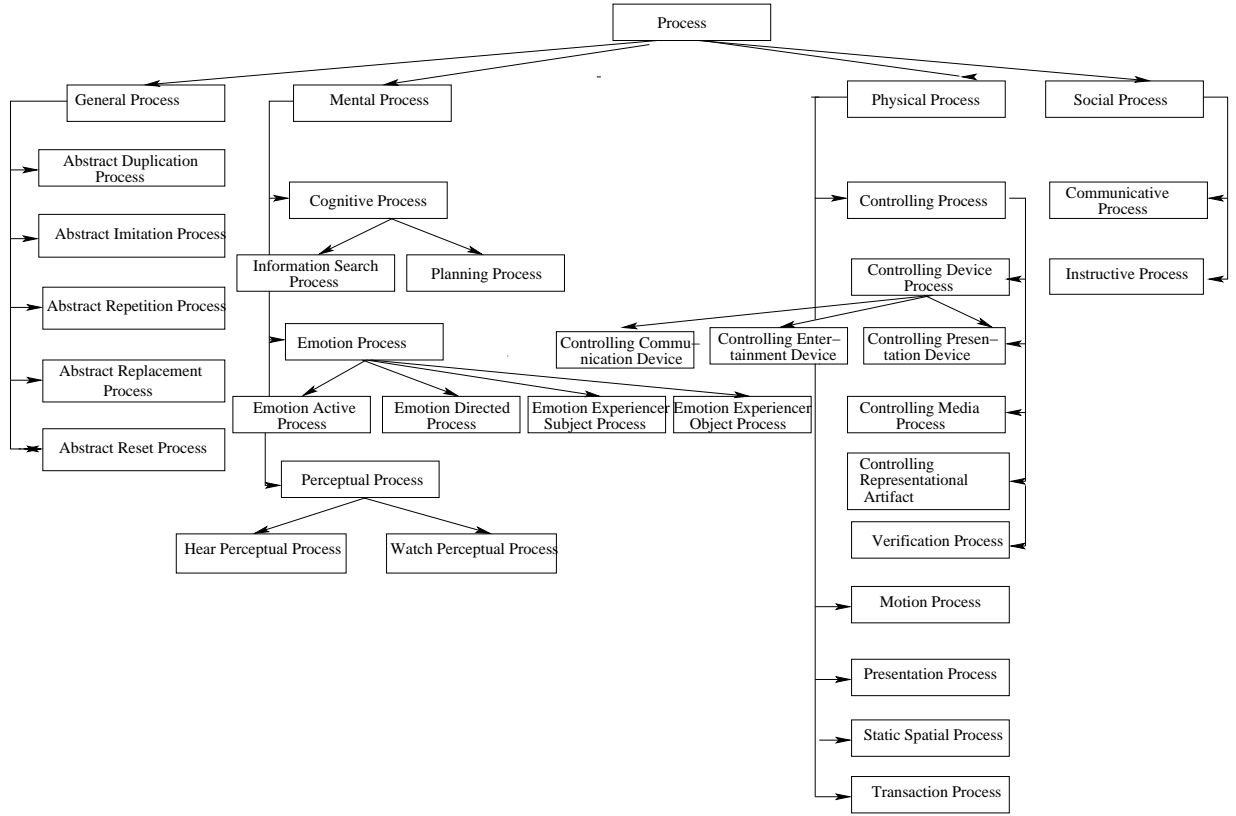 Process
General Process
Mental Process
Physical Process
Social Process
Abstract Duplication
Process
Abstract Imitation Process
Abstract Repetition Process
Abstract Replacement
Process
Abstract Reset Process
Cognitive Process
Information Search
Process
Planning Process
Emotion Process
Emotion Active
Process
Emotion Directed
Process
Emotion Experiencer
Subject Process
Emotion Experiencer
Object Process
Perceptual Process
Hear Perceptual Process
Watch Perceptual Process
Controlling Process
Controlling Device
Process
Controlling Commu–
nication Device
Controlling Enter–
tainment Device
Controlling Presen–
tation Device
Controlling Media
Process
Controlling
Representational
Artifact
Verification Process
Motion Process
Presentation Process
Static Spatial Process
Transaction Process
Communicative
Process
Instructive Process